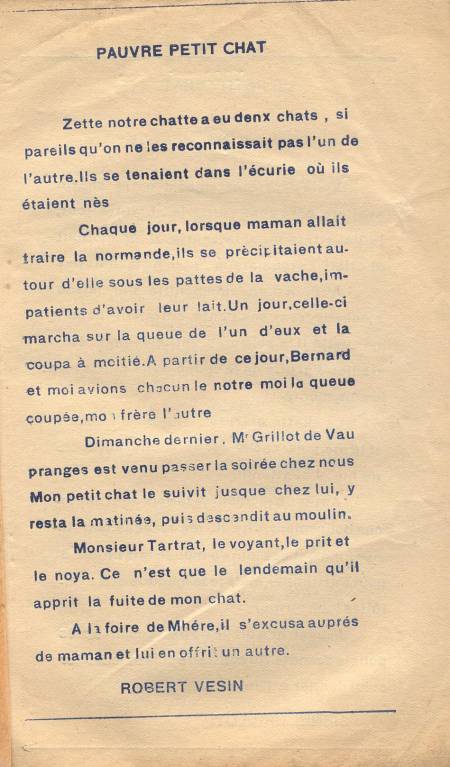 PAUVRE PETIT CHAT
Zette notre chatte a eu denx chats , si
pareils qu'on ne les reconnaissait pas l'un de
l'autre.Ils se tenaient dans l'écurie où ils
étaient nès
Chaque jour, lorsque maman allait
traire la normande,ils se prècipitaient au-
tour d'elle sous les pattes de la vache,im-
patients d'avoir leur lait.Un jour,celle-ci
marcha sur la queue de l'un d'eux et la
coupa à moitié.A partir de ce jour,Bernard
et moi avions chacun le notre moi la queue
coupée,mon frère l'autre
Dimanche dernier, Mr Grillot de Vau
pranges est venu passer la soirée chez nous
Mon petit chat le suivit jusque chez lui, y
resta la matinée, puis descendit au moulin.
Monsieur Tartrat, le voyant,le prit et
le noya. Ce n'est que le lendemain qu'il
apprit la fuite de mon chat.
A la foire de Mhére,il s'excusa auprés
de maman et lui en offrit un autre.
ROBERT VESIN